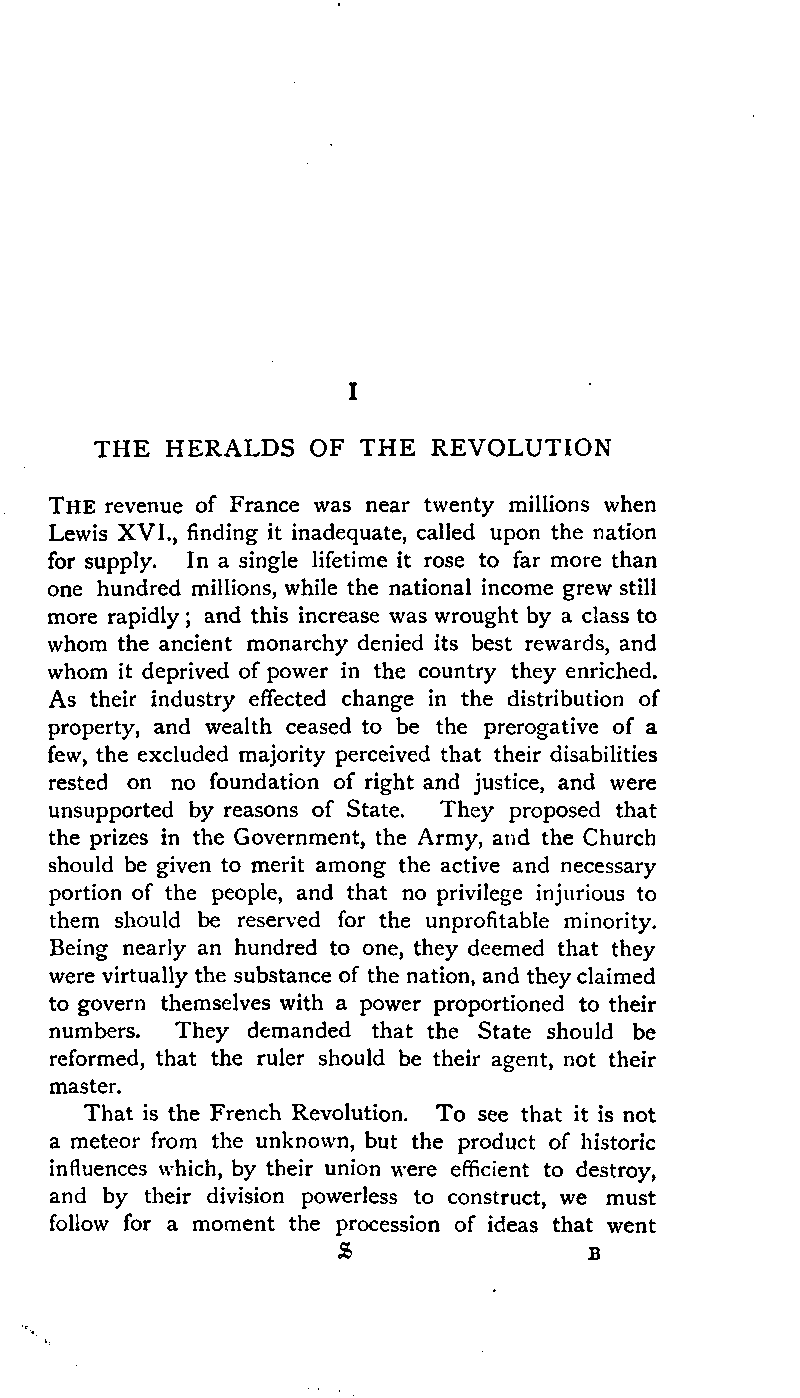 I
THE HERALDS OF THE REVOLUTION
THE revenue of France was near twenty millions when
Lewis XVI., finding it inadequate, called upon the nation
for supply. In a single lifetime it rose to far more than
one hundred millions, while the national income grew still
more rapidly; and this increase was wrought by a class to
whom the ancient monarchy denied its best rewards, and
whom it deprived of power in the country they enriched.
As their industry effected change in the distribution of
property, and wealth ceased to be the prerogative of a
few, the excluded majority perceived that their disabilities
rested on no foundation of right and justice, and were
unsupported by reasons of State. They proposed that
the prizes in the Government, the Army, and the Church
should be given to merit among the active and necessary
portion of the people, and that no privilege injurious to
them should be reserved for the unprofitable minority.
Being nearly an hundred to one, they deemed that they
were virtually the substance of the nation, and they claimed
to govern themselves with a power proportioned to their
numbers. They demanded that the State should be
reformed, that the ruler should be their agent, not their
master.
That is the French Revolution. To see that it is not
a meteor from the unknown, but the product of historic
influences which, by their union were efficient to destroy,
and by their division powerless to construct, we must
follow for a moment the procession of ideas that went
B